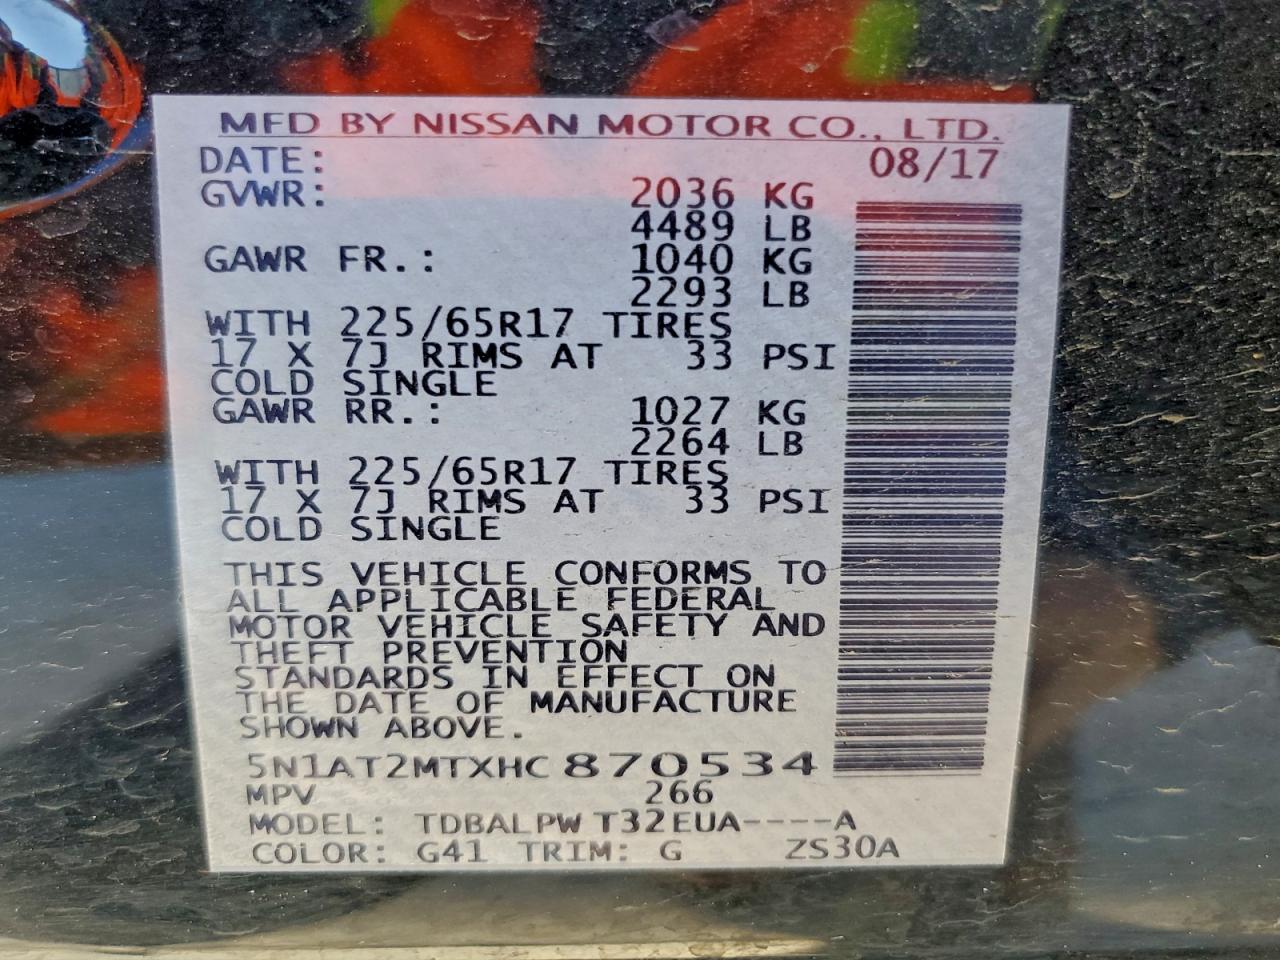 MFD BY NISSAN MOTOR CO., LTD.
DATE: 08/17
GVWR: 2036 KG
4489 LB
GAWR FR.: 1040 KG
2293 LB
WITH 225/65R17 TIRES
17 X 7J RIMS AT 33 PSI
COLD SINGLE
GAWR RR.: 1027 KG
2264 LB
WITH 225/65R17 TIRES
17 X 7J RIMS AT 33 PSI
COLD SINGLE
THIS VEHICLE CONFORMS TO
ALL APPLICABLE FEDERAL
MOTOR VEHICLE SAFETY AND
THEFT PREVENTION
STANDARDS IN EFFECT ON
THE DATE OF MANUFACTURE
SHOWN ABOVE.
5N1AT2MTXHC870534
MPV 266
MODEL: TDBALPW T32EUA----A
COLOR: G41 TRIM: G ZS30A